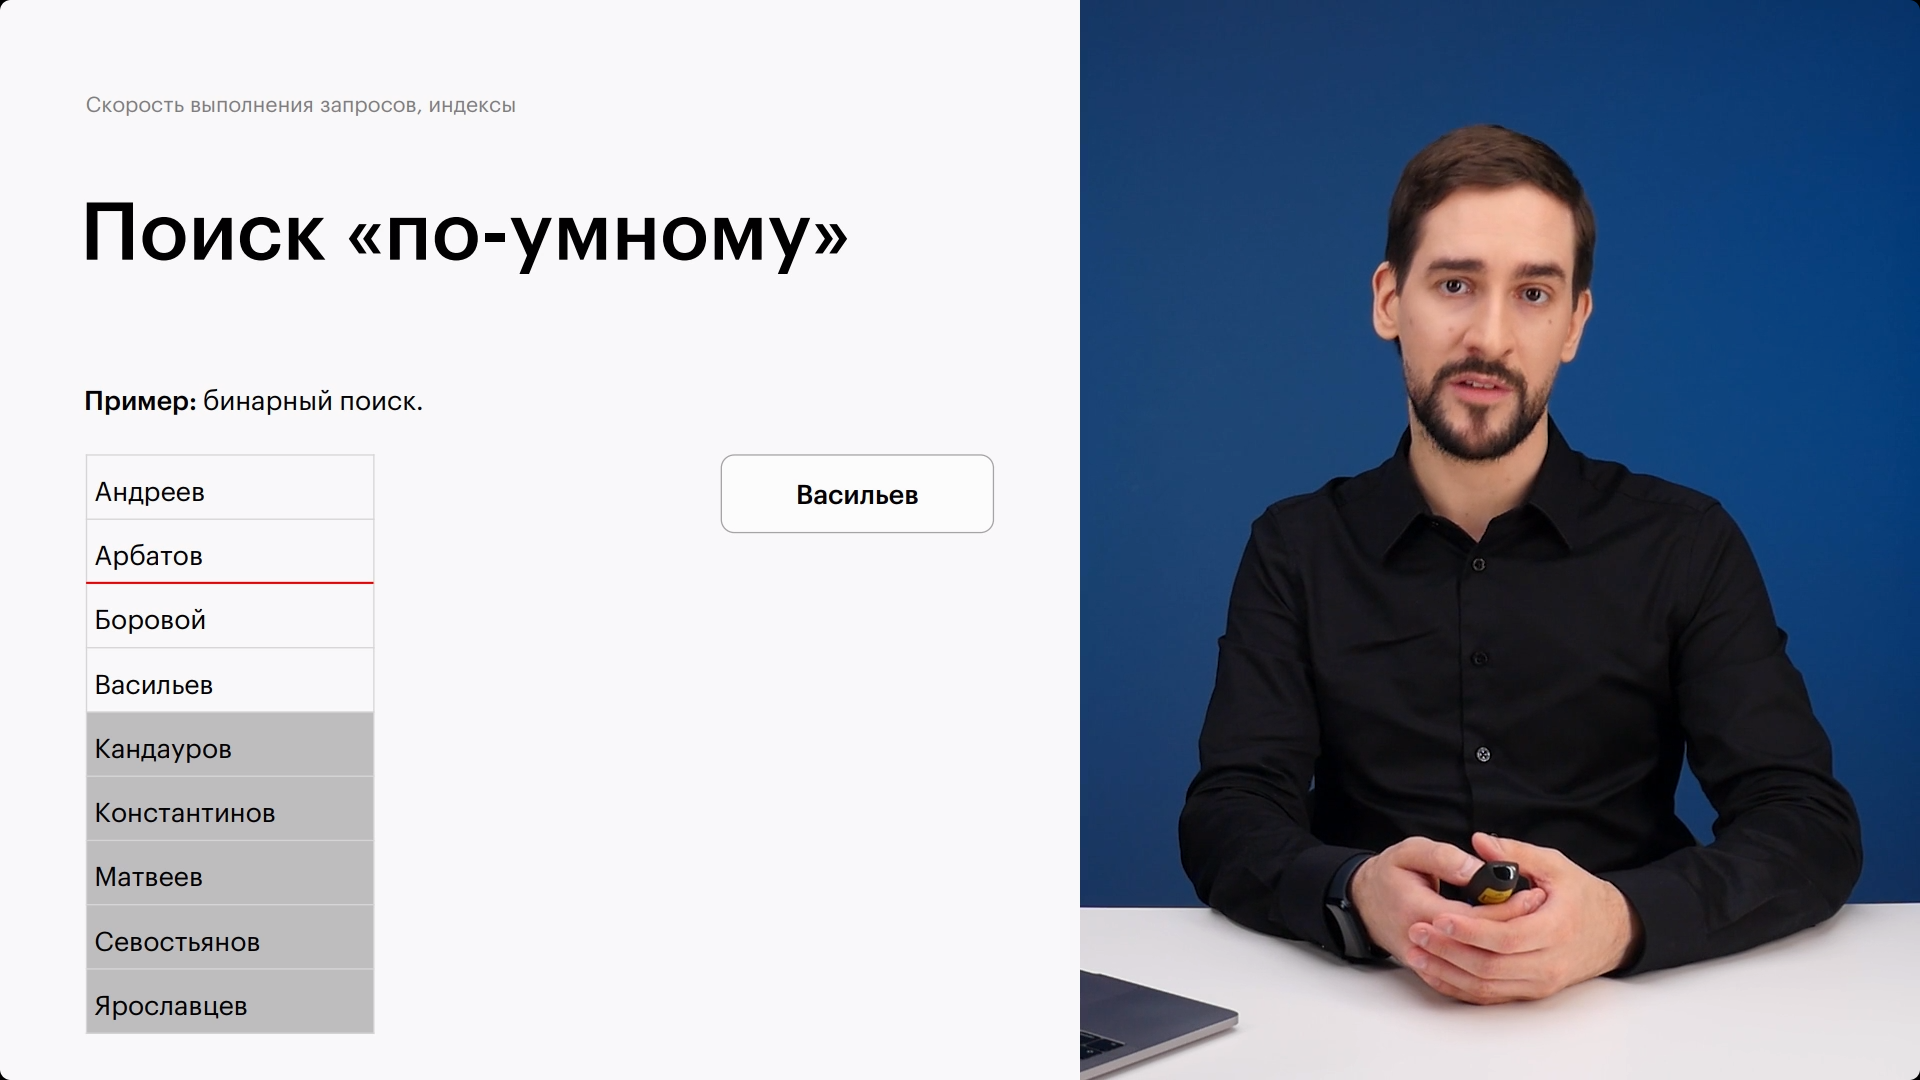 Скорость выполнения запросов, индексы
Поиск «по-умному»
Пример: бинарный поиск.
Андреев
Арбатов
Боровой
Васильев
Кандауров
Константинов
Матвеев
Севостьянов
Ярославцев
Васильев